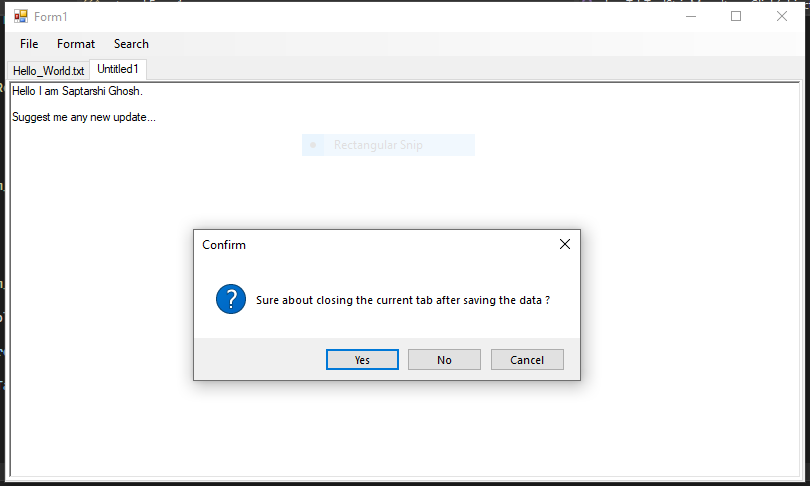 Form1
File Format Search
Hello_World.txt Untitled1
Hello I am Saptarshi Ghosh.
Suggest me any new update...
Rectangular Snip
Confirm
?
Sure about closing the current tab after saving the data ?
Yes No Cancel